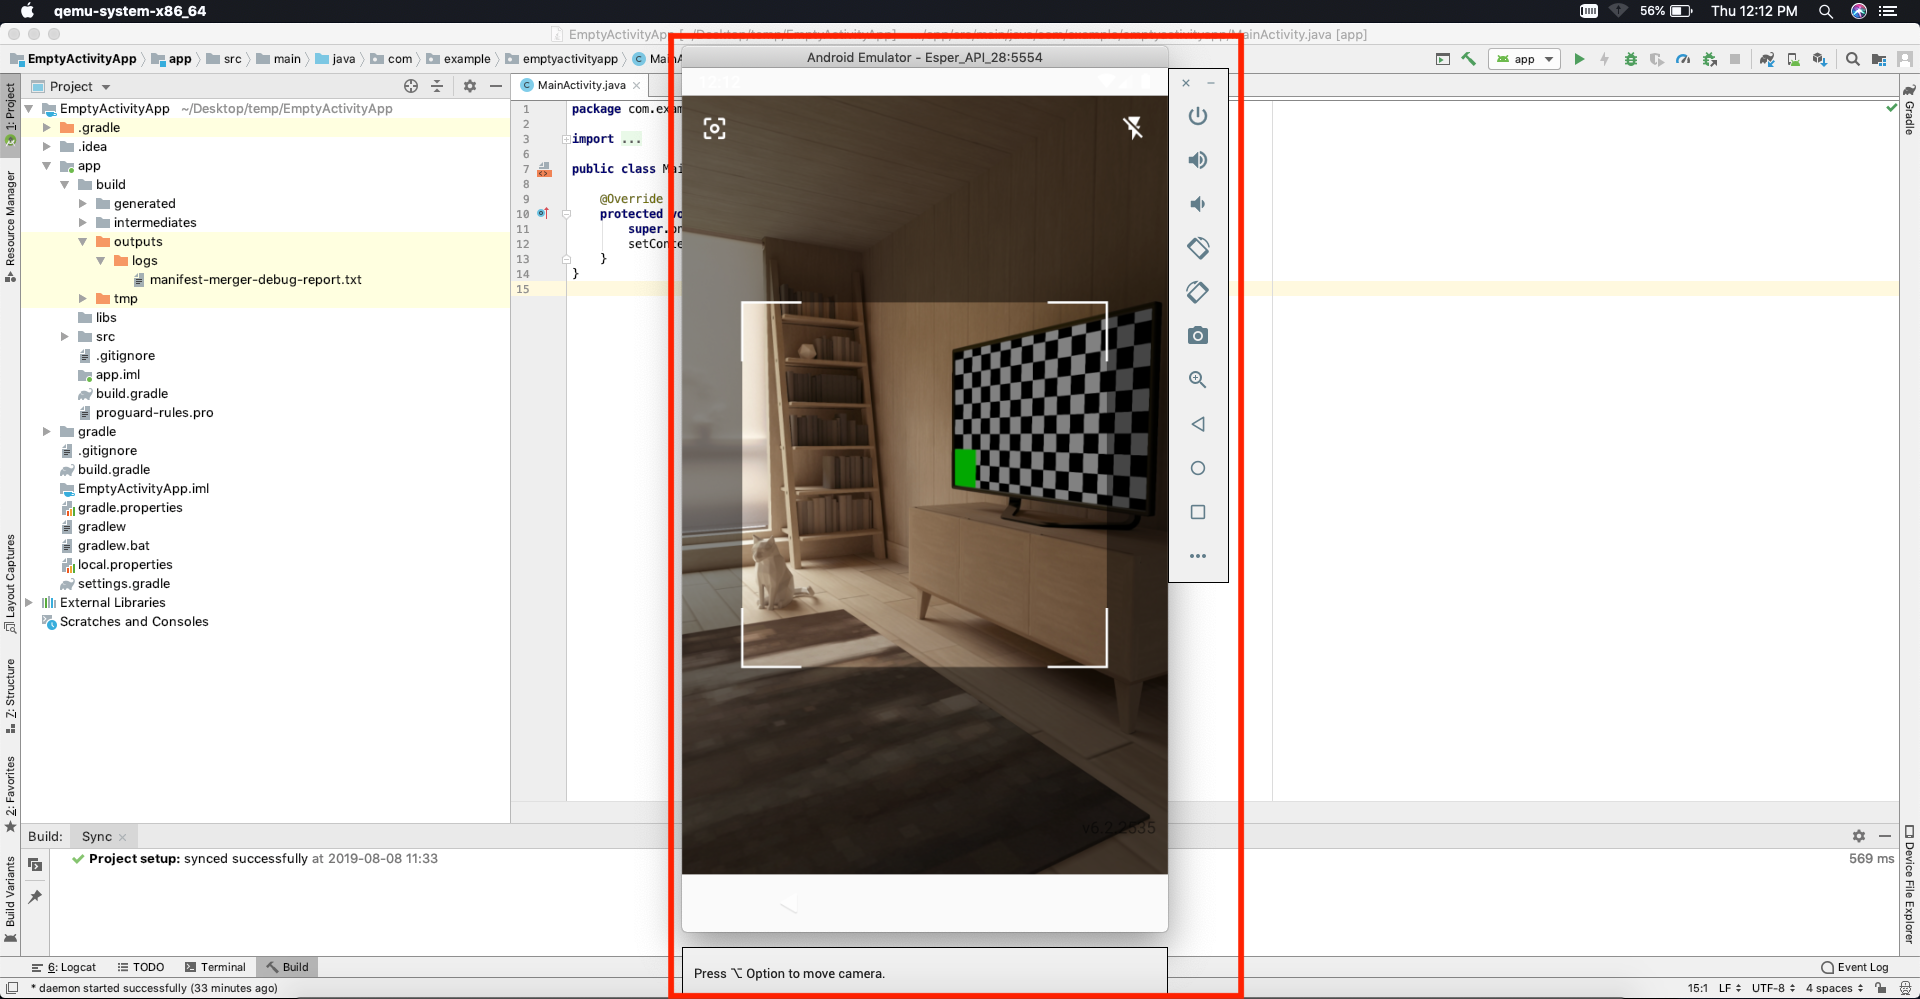 qemu-system-x86_64
56%
Thu 12:12 PM
EmptyActivityApp [~/Desktop/temp/EmptyActivityApp] - .../app/src/main/java/com/example/emptyactivityapp/MainActivity.java [app]
EmptyActivityApp app src main java com example emptyactivityapp MainA
app
Project
MainActivity.java
EmptyActivityApp ~/Desktop/temp/EmptyActivityApp
.gradle
.idea
app
build
generated
intermediates
outputs
logs
manifest-merger-debug-report.txt
tmp
libs
src
.gitignore
app.iml
build.gradle
proguard-rules.pro
gradle
.gitignore
build.gradle
EmptyActivityApp.iml
gradle.properties
gradlew
gradlew.bat
local.properties
settings.gradle
External Libraries
Scratches and Consoles
1: Project
Resource Manager
Layout Captures
Z: Structure
2: Favorites
Build Variants
1 package com.exam
2
3 import ...
6
7 public class Mai
8
9 @Override
10 protected vo
11 super.on
12 setConte
13 }
14 }
15
Android Emulator - Esper_API_28:5554
v6.2.2535
Press ⌥ Option to move camera.
Gradle
Device File Explorer
Build: Sync
Project setup: synced successfully at 2019-08-08 11:33
569 ms
6: Logcat TODO Terminal Build
Event Log
* daemon started successfully (33 minutes ago)
15:1 LF UTF-8 4 spaces